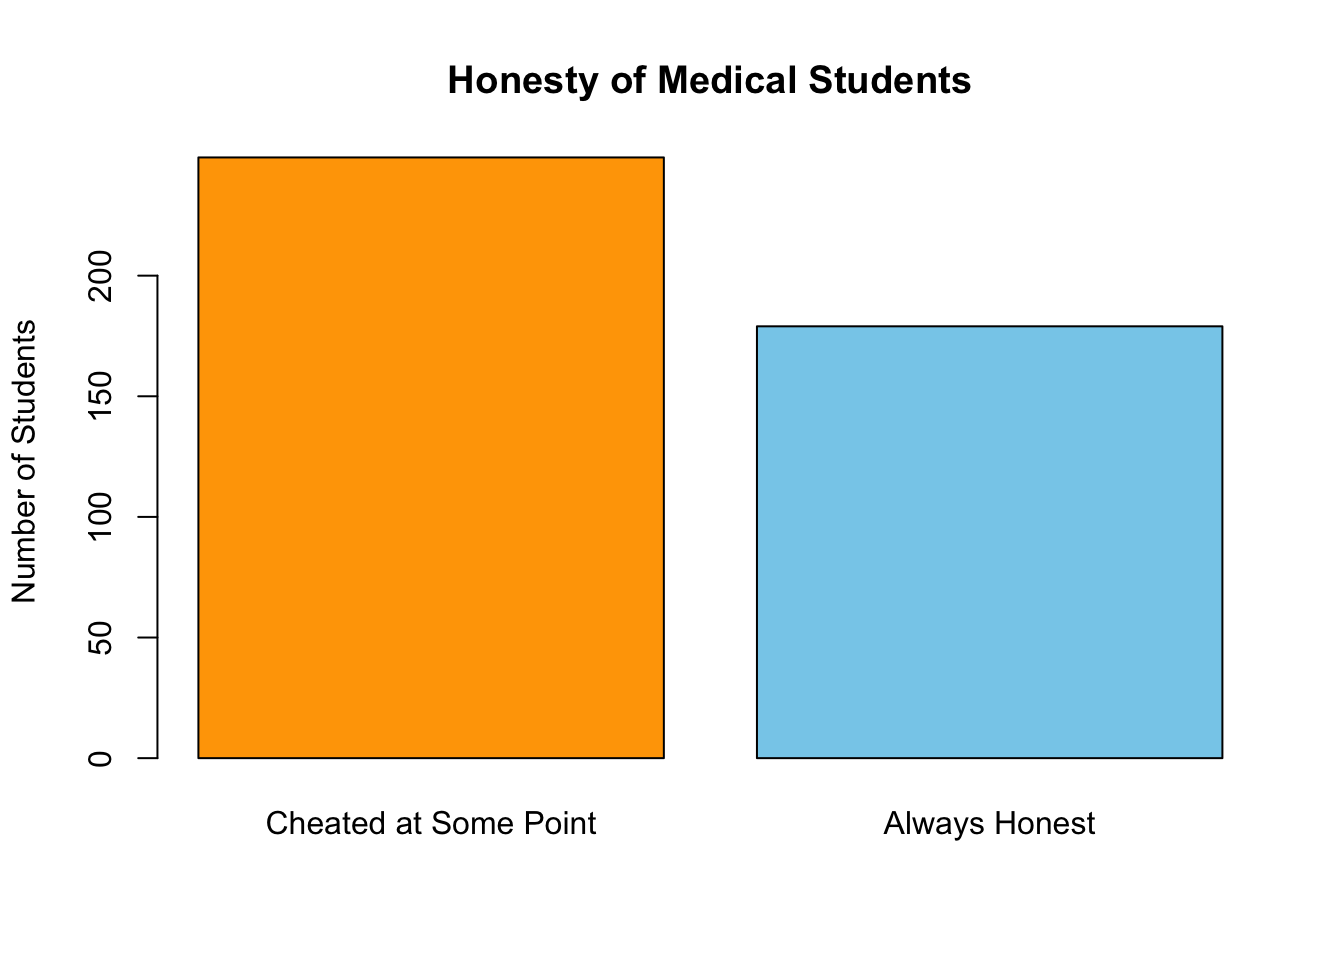 Honesty of Medical Students
Number of Students
200
150
100
50
0
Cheated at Some Point
Always Honest